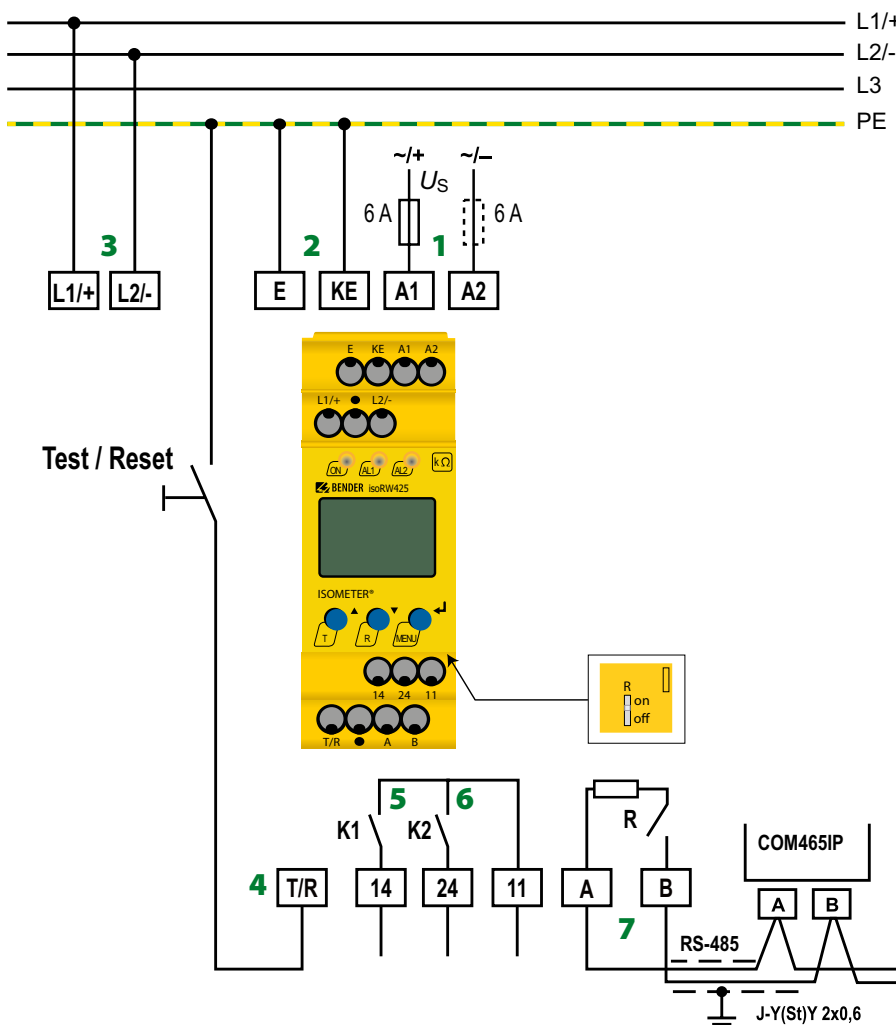 L1/+
L2/-
L3
PE
~/+ ~/–
US
6 A 6 A
3 2 1
L1/+ L2/- E KE A1 A2
E KE A1 A2
L1/+ L2/-
Test / Reset
ON AL1 AL2 kΩ
BENDER isoRW425
ISOMETER®
T R MENU
14 24 11
T/R A B
R
on
off
5 6
K1 K2 R
COM465IP
4 T/R 14 24 11 A B
A B
7
RS-485
J-Y(St)Y 2x0,6